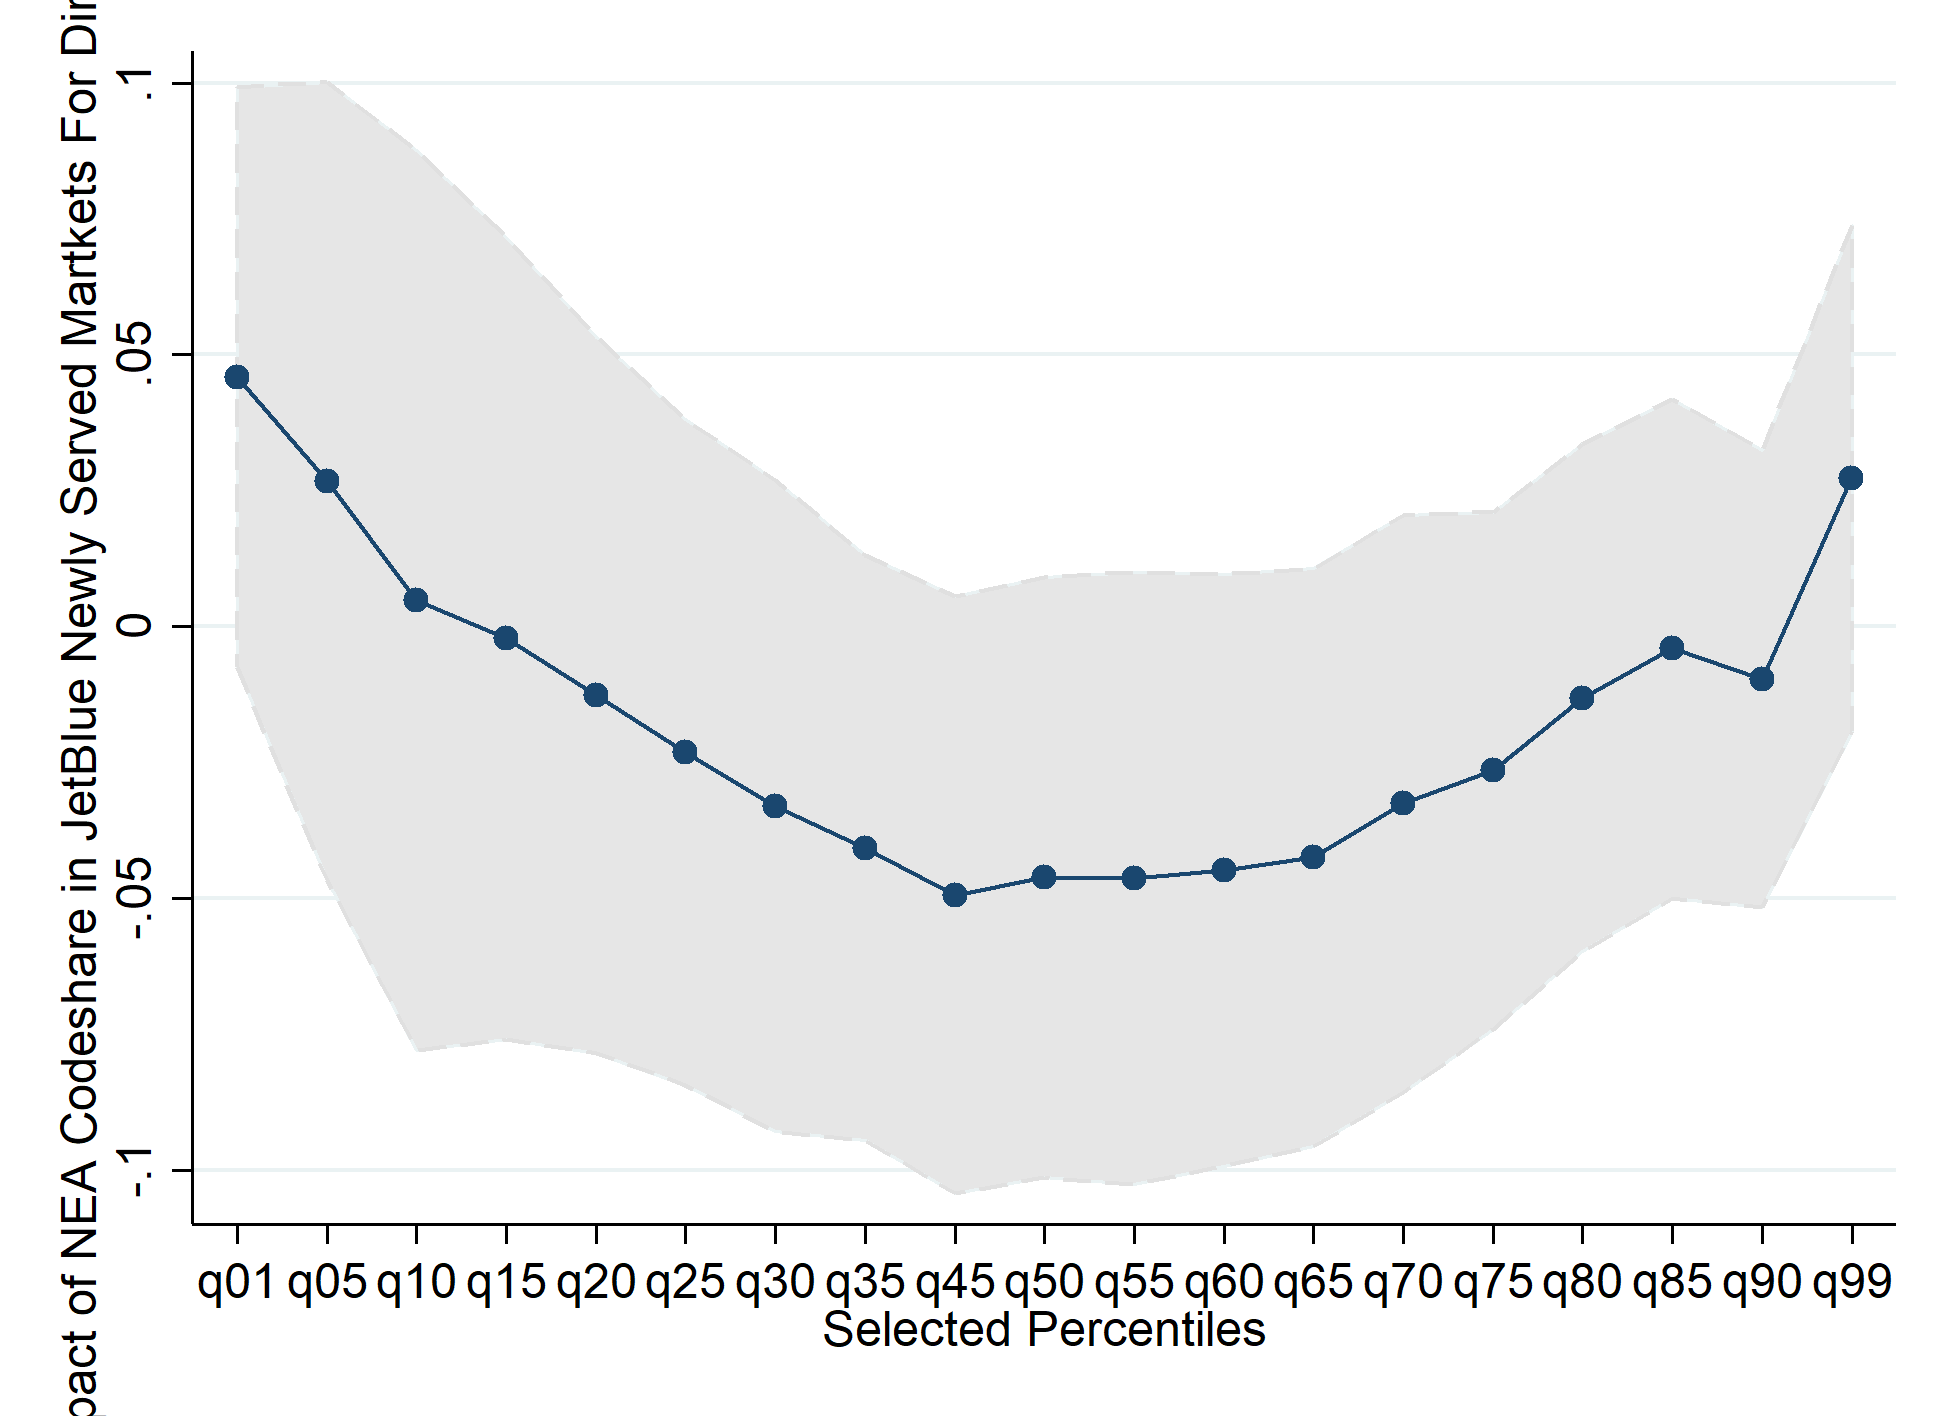 pact of NEA Codeshare in JetBlue Newly Served Martkets For Dir
.1
.05
0
-.05
-.1
q01 q05 q10 q15 q20 q25 q30 q35 q45 q50 q55 q60 q65 q70 q75 q80 q85 q90 q99
Selected Percentiles